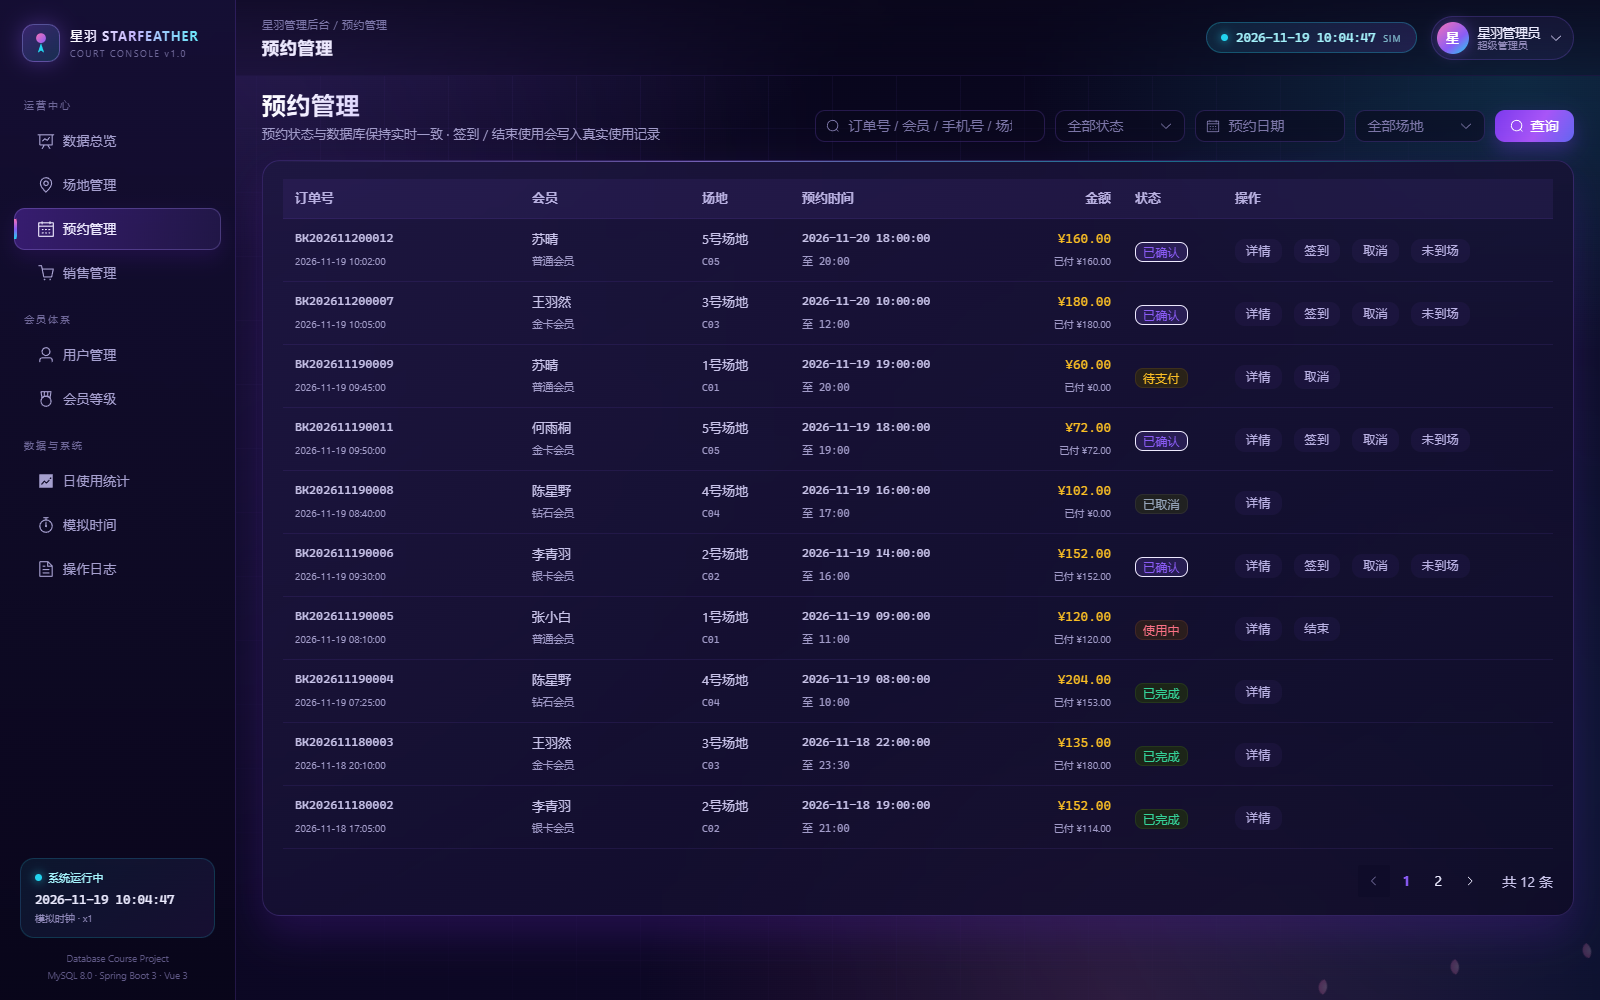 星羽 STARFEATHER
COURT CONSOLE v1.0
运营中心
数据总览
场地管理
预约管理
销售管理
会员体系
用户管理
会员等级
数据与系统
日使用统计
模拟时间
操作日志
系统运行中
2026-11-19 10:04:47
模拟时钟 · x1
Database Course Project
MySQL 8.0 · Spring Boot 3 · Vue 3
星羽管理后台 / 预约管理
预约管理
2026-11-19 10:04:47 SIM
星 星羽管理员
超级管理员
预约管理
预约状态与数据库保持实时一致 · 签到 / 结束使用会写入真实使用记录
订单号 / 会员 / 手机号 / 场 全部状态 预约日期 全部场地 查询
订单号 会员 场地 预约时间 金额 状态 操作
BK202611200012 苏晴 5号场地 2026-11-20 18:00:00 ¥160.00 已确认 详情 签到 取消 未到场
2026-11-19 10:02:00 普通会员 C05 至 20:00 已付 ¥160.00
BK202611200007 王羽然 3号场地 2026-11-20 10:00:00 ¥180.00 已确认 详情 签到 取消 未到场
2026-11-19 10:05:00 金卡会员 C03 至 12:00 已付 ¥180.00
BK202611190009 苏晴 1号场地 2026-11-19 19:00:00 ¥60.00 待支付 详情 取消
2026-11-19 09:45:00 普通会员 C01 至 20:00 已付 ¥0.00
BK202611190011 何雨桐 5号场地 2026-11-19 18:00:00 ¥72.00 已确认 详情 签到 取消 未到场
2026-11-19 09:50:00 金卡会员 C05 至 19:00 已付 ¥72.00
BK202611190008 陈星野 4号场地 2026-11-19 16:00:00 ¥102.00 已取消 详情
2026-11-19 08:40:00 钻石会员 C04 至 17:00 已付 ¥0.00
BK202611190006 李青羽 2号场地 2026-11-19 14:00:00 ¥152.00 已确认 详情 签到 取消 未到场
2026-11-19 09:30:00 银卡会员 C02 至 16:00 已付 ¥152.00
BK202611190005 张小白 1号场地 2026-11-19 09:00:00 ¥120.00 使用中 详情 结束
2026-11-19 08:10:00 普通会员 C01 至 11:00 已付 ¥120.00
BK202611190004 陈星野 4号场地 2026-11-19 08:00:00 ¥204.00 已完成 详情
2026-11-19 07:25:00 钻石会员 C04 至 10:00 已付 ¥153.00
BK202611180003 王羽然 3号场地 2026-11-18 22:00:00 ¥135.00 已完成 详情
2026-11-18 20:10:00 金卡会员 C03 至 23:30 已付 ¥180.00
BK202611180002 李青羽 2号场地 2026-11-18 19:00:00 ¥152.00 已完成 详情
2026-11-18 17:05:00 银卡会员 C02 至 21:00 已付 ¥114.00
1 2 共 12 条